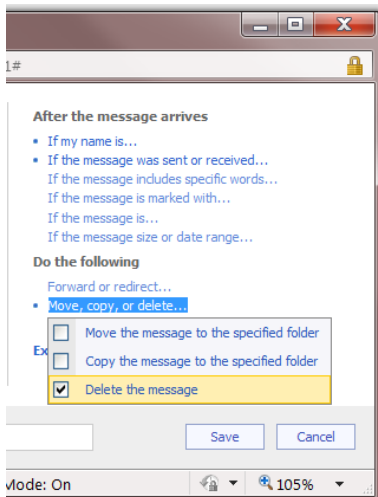 1#
After the message arrives
If my name is...
If the message was sent or received...
If the message includes specific words...
If the message is marked with...
If the message is...
If the message size or date range...
Do the following
Forward or redirect...
Move, copy, or delete...
Move the message to the specified folder
Ex
Copy the message to the specified folder
Delete the message
Save
Cancel
Mode: On
105%